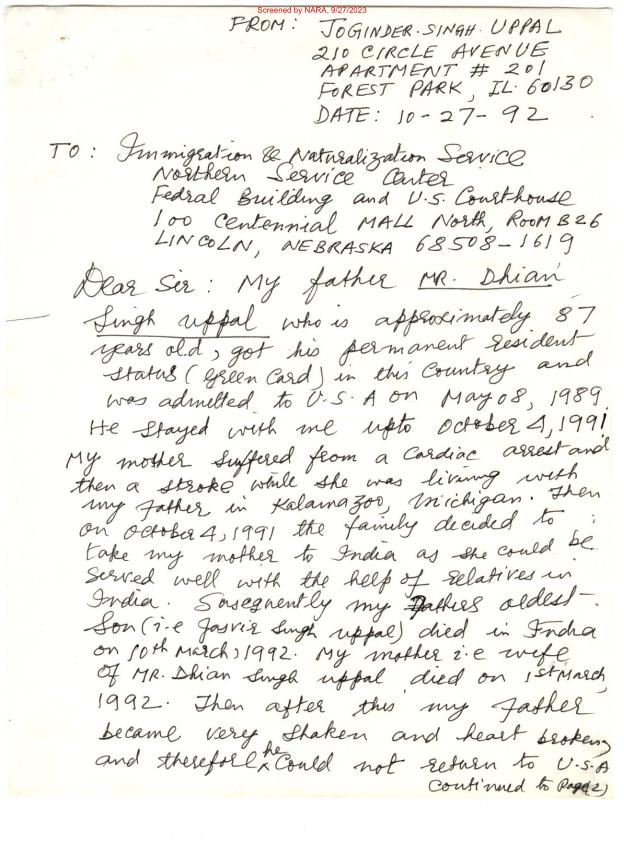 Screened by NARA, 9/27/2023
FROM: JOGINDER. SINGH. UPPAL
210 CIRCLE AVENUE
APARTMENT # 201
FOREST PARK, IL. 60130
DATE: 10-27-92
TO: Immigration & Naturalization Service
Northern Service Center
Fedral Building and U.S. Courthouse
100 Centennial MALL North, ROOM B26
LINCOLN, NEBRASKA 68508-1619
Dear Sir: My father MR. Dhian
Singh uppal who is approximately 87
years old, got his permanent resident
status (Green Card) in this Country and
was admitted to U.S.A on May 08, 1989.
He stayed with me upto October 4, 1991
My mother suffered from a Cardiac arrest and
then a stroke while she was living with
my father in Kalamazoo, Michigan. Then
on October 4, 1991 the family decided to
take my mother to India as she could be
served well with the help of relatives in
India. Susequently my Fathers oldest
Son (i.e Jasvir Singh uppal) died in India
on 10th March, 1992. My mother i.e wife
of MR. Dhian Singh uppal died on 1st March,
1992. Then after this my Father
became very shaken and heart broken,
and therefore he Could not return to U.S.A
Continued to Page(2)